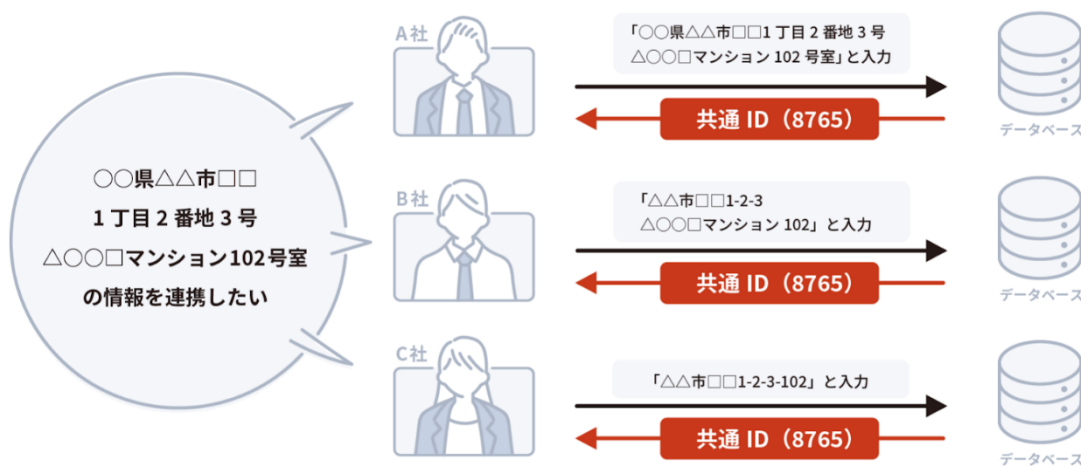 ○○県△△市□□
1丁目2番地3号
△○○□マンション102号室
の情報を連携したい
A社
「○○県△△市□□1丁目2番地3号
△○○□マンション102号室」と入力
共通ID（8765）
データベース
B社
「△△市□□1-2-3
△○○□マンション102」と入力
共通ID（8765）
データベース
C社
「△△市□□1-2-3-102」と入力
共通ID（8765）
データベース